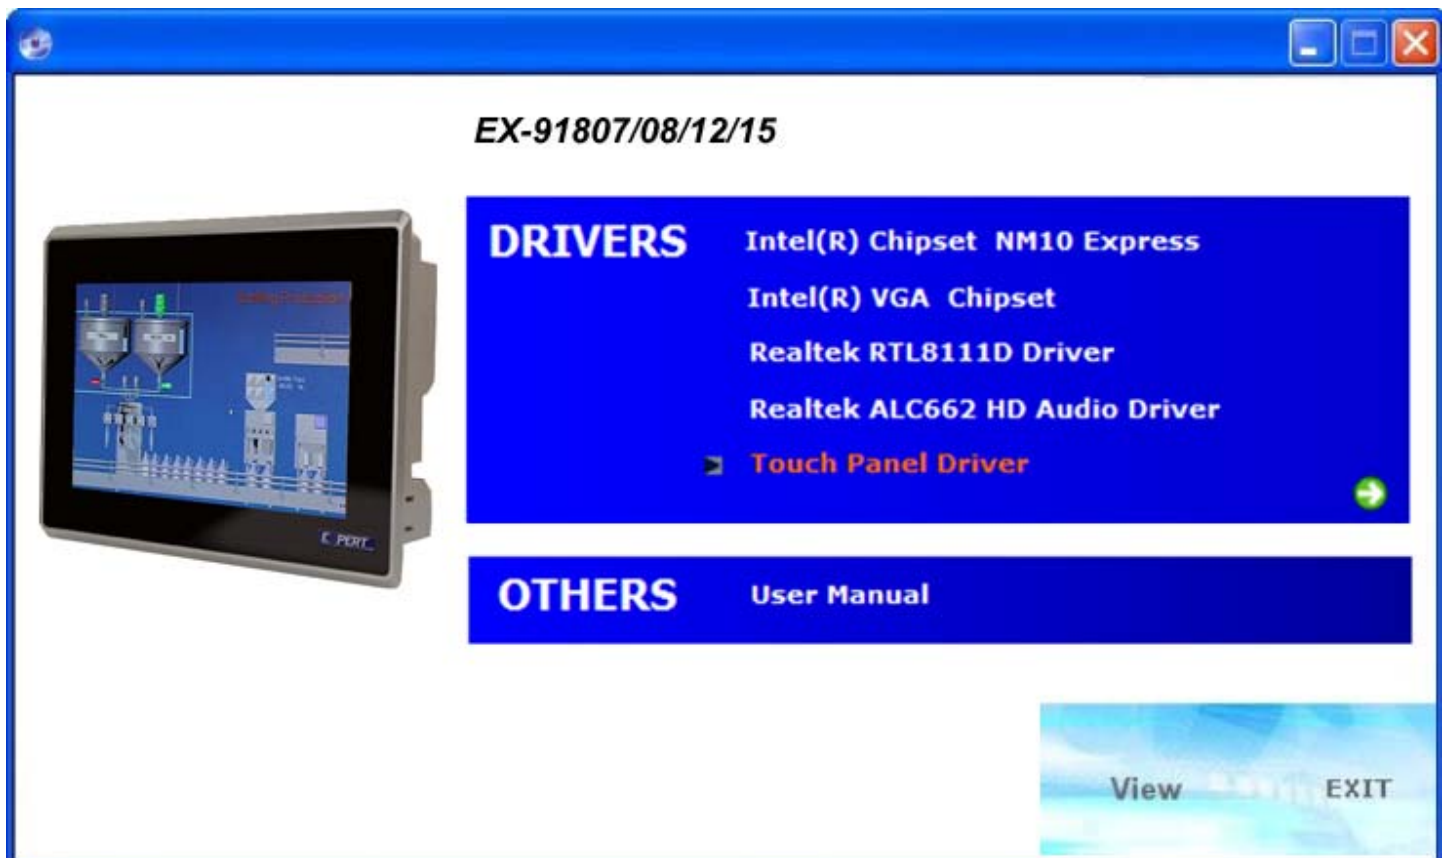 EX-91807/08/12/15
DRIVERS
Intel(R) Chipset NM10 Express
Intel(R) VGA Chipset
Realtek RTL8111D Driver
Realtek ALC662 HD Audio Driver
Touch Panel Driver
OTHERS
User Manual
View
EXIT